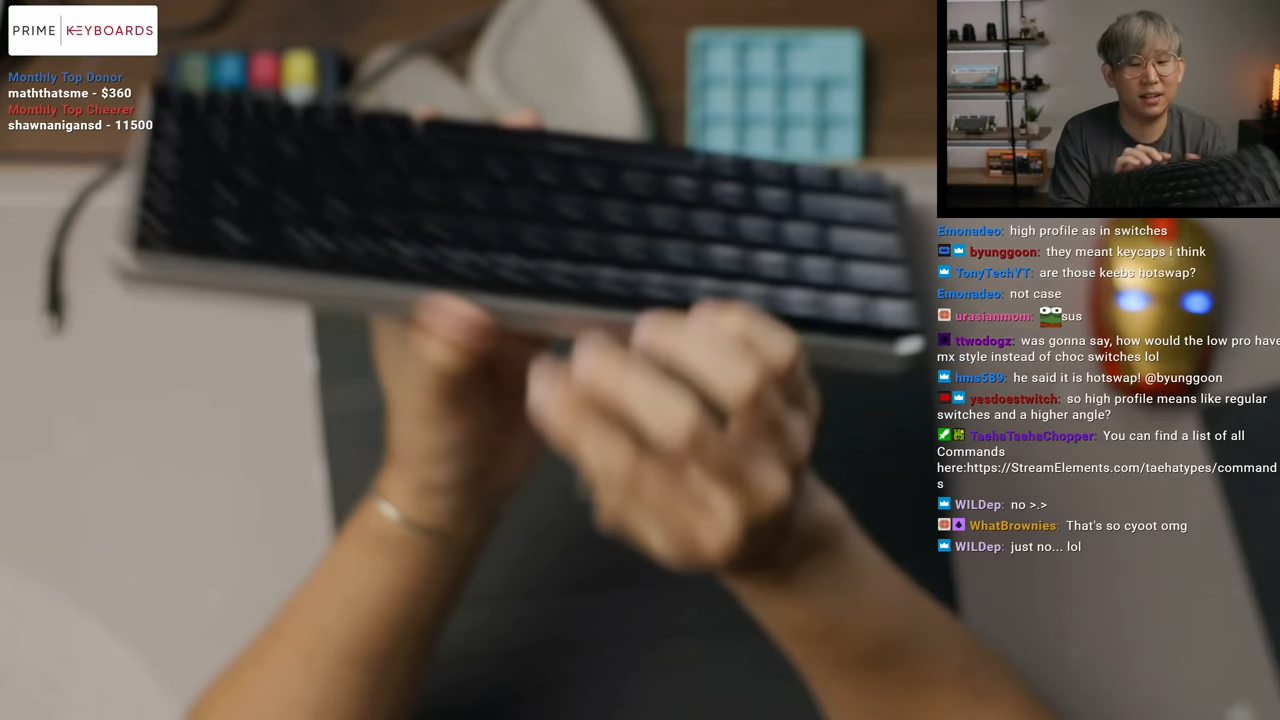 PRIME | KEYBOARDS
Monthly Top Donor
maththatsme - $360
Monthly Top Cheerer
shawnanigansd - 11500
Emonadeo: high profile as in switches
byunggoon: they meant keycaps i think
TonyTechYT: are those keebs hotswap?
Emonadeo: not case
urasianmom: sus
ttwodogz: was gonna say, how would the low pro have
mx style instead of choc switches lol
hms589: he said it is hotswap! @byunggoon
yesdoestwitch: so high profile means like regular
switches and a higher angle?
TaehaTaehaChopper: You can find a list of all
Commands
here:https://StreamElements.com/taehatypes/command
s
WILDep: no >.>
WhatBrownies: That's so cyoot omg
WILDep: just no... lol